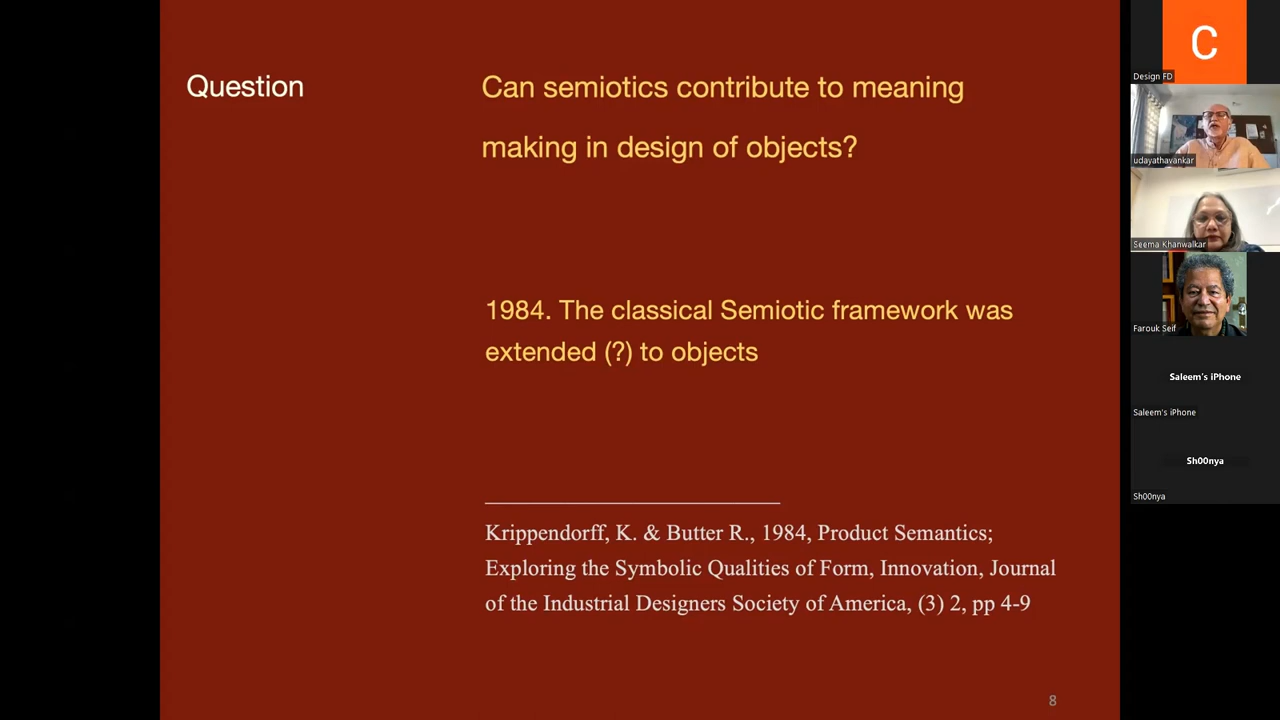 Question
Can semiotics contribute to meaning
making in design of objects?
1984. The classical Semiotic framework was
extended (?) to objects
Krippendorff, K. & Butter R., 1984, Product Semantics;
Exploring the Symbolic Qualities of Form, Innovation, Journal
of the Industrial Designers Society of America, (3) 2, pp 4-9
8
C
Design FD
udayathavankar
Seema Khanwalkar
Farouk Seif
Saleem's iPhone
Saleem's iPhone
Sh00nya
Sh00nya